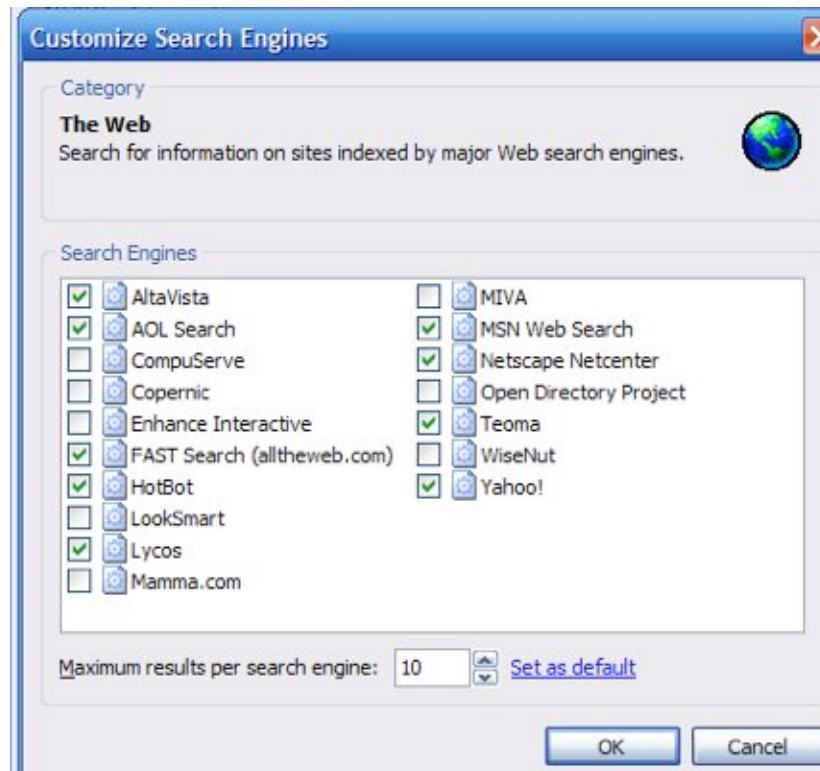 Customize Search Engines
Category
The Web
Search for information on sites indexed by major Web search engines.
Search Engines
AltaVista
AOL Search
CompuServe
Copernic
Enhance Interactive
FAST Search (alltheweb.com)
HotBot
LookSmart
Lycos
Mamma.com
MIVA
MSN Web Search
Netscape Netcenter
Open Directory Project
Teoma
WiseNut
Yahoo!
Maximum results per search engine: 10 Set as default
OK Cancel